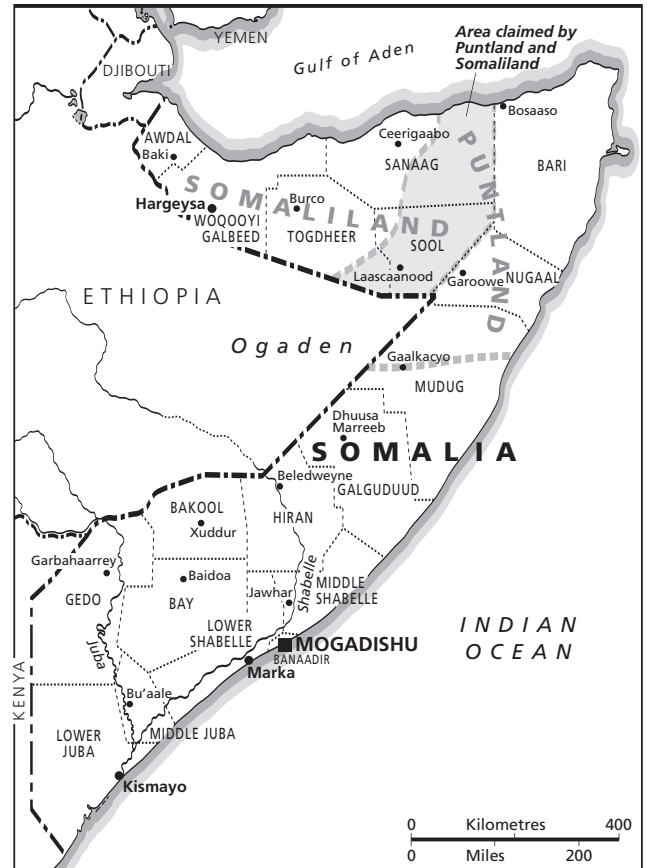 YEMEN
Gulf of Aden
Area claimed by
Puntland and
Somaliland
DJIBOUTI
Bosaaso
AWDAL
Baki
Ceerigaabo
SANAAG
BARI
PUNTLAND
SOMALILAND
Hargeysa
Burco
WOQOOYI
GALBEED
TOGDHEER
SOOL
Laascaanood
Garoowe
NUGAAL
ETHIOPIA
Ogaden
Gaalkacyo
MUDUG
Dhuusa
Marreeb
SOMALIA
Beledweyne
GALGUDUUD
BAKOOL
Xuddur
HIRAN
Garbahaarrey
Baidoa
GEDO
BAY
Jawhar
Shabelle
MIDDLE
SHABELLE
LOWER
SHABELLE
INDIAN
OCEAN
Juba
MOGADISHU
BANAADIR
Marka
KENYA
Bu'aale
LOWER
JUBA
MIDDLE JUBA
Kismayo
0 Kilometres 400
0 Miles 200